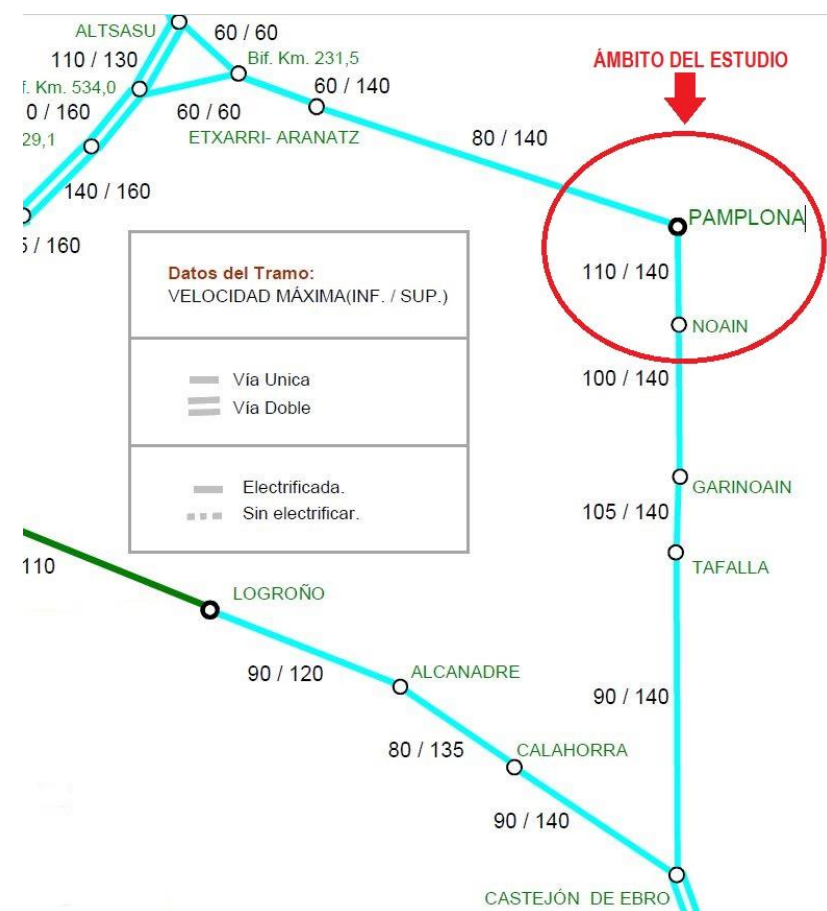 ALTSASU
60 / 60
110 / 130
Bif. Km. 231,5
ÁMBITO DEL ESTUDIO
f. Km. 534,0
60 / 140
0 / 160
60 / 60
29,1
ETXARRI- ARANATZ
80 / 140
140 / 160
PAMPLONA
5 / 160
Datos del Tramo:
VELOCIDAD MÁXIMA(INF. / SUP.)
110 / 140
NOAIN
Vía Unica
100 / 140
Vía Doble
Electrificada.
GARINOAIN
Sin electrificar.
105 / 140
110
TAFALLA
LOGROÑO
90 / 120
ALCANADRE
90 / 140
80 / 135
CALAHORRA
90 / 140
CASTEJÓN DE EBRO